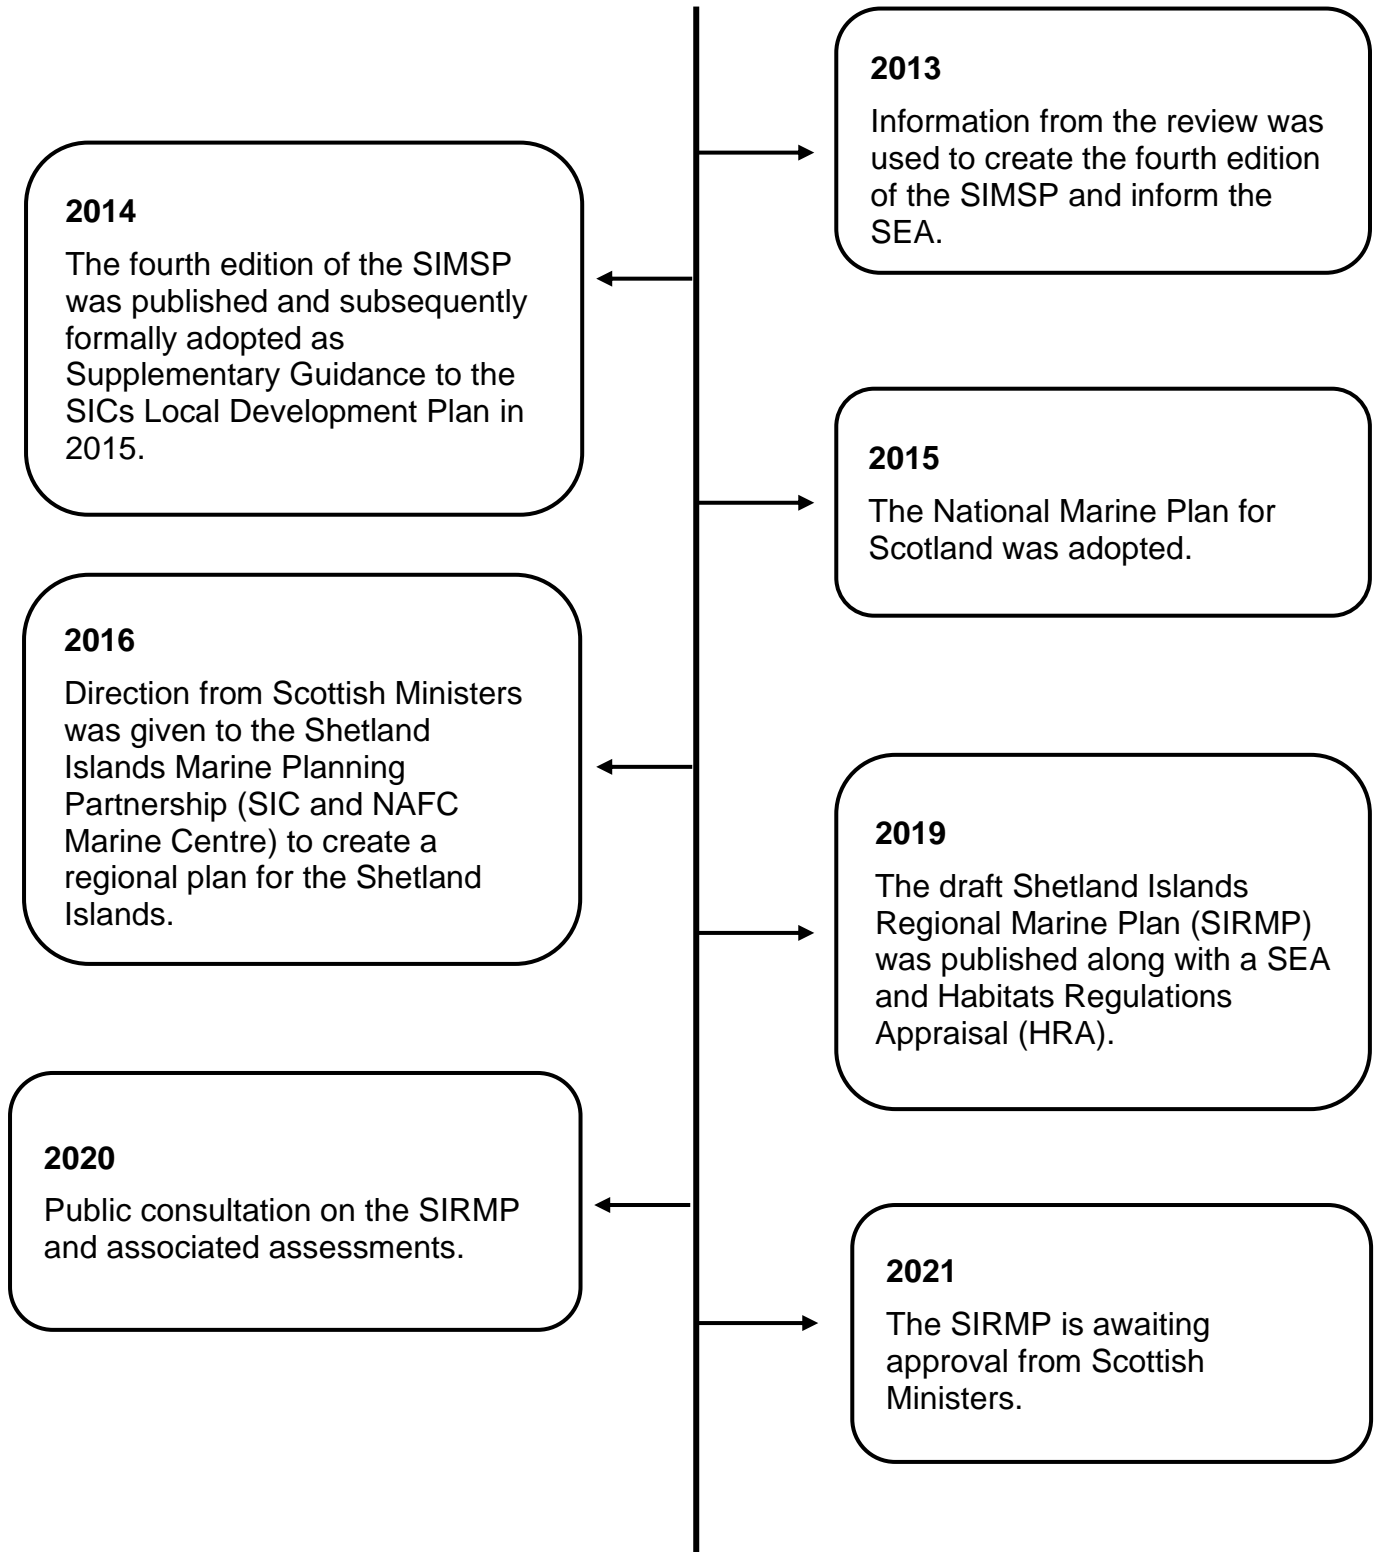 2013
Information from the review was
used to create the fourth edition
of the SIMSP and inform the
SEA.
2014
The fourth edition of the SIMSP
was published and subsequently
formally adopted as
Supplementary Guidance to the
SICs Local Development Plan in
2015.
2015
The National Marine Plan for
Scotland was adopted.
2016
Direction from Scottish Ministers
was given to the Shetland
Islands Marine Planning
Partnership (SIC and NAFC
Marine Centre) to create a
regional plan for the Shetland
Islands.
2019
The draft Shetland Islands
Regional Marine Plan (SIRMP)
was published along with a SEA
and Habitats Regulations
Appraisal (HRA).
2020
Public consultation on the SIRMP
and associated assessments.
2021
The SIRMP is awaiting
approval from Scottish
Ministers.